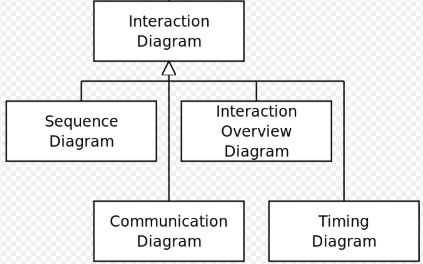 Interaction
Diagram
Sequence
Diagram
Interaction
Overview
Diagram
Communication
Diagram
Timing
Diagram